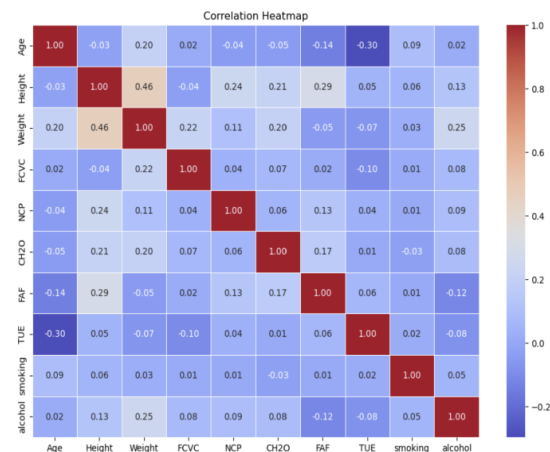 Correlation Heatmap
Age 1.00 -0.03 0.20 0.02 -0.04 -0.05 -0.14 -0.30 0.09 0.02
Height -0.03 1.00 0.46 -0.04 0.24 0.21 0.29 0.05 0.06 0.13
Weight 0.20 0.46 1.00 0.22 0.11 0.20 -0.05 -0.07 0.03 0.25
FCVC 0.02 -0.04 0.22 1.00 0.04 0.07 0.02 -0.10 0.01 0.08
NCP -0.04 0.24 0.11 0.04 1.00 0.06 0.13 0.04 0.01 0.09
CH2O -0.05 0.21 0.20 0.07 0.06 1.00 0.17 0.01 -0.03 0.08
FAF -0.14 0.29 -0.05 0.02 0.13 0.17 1.00 0.06 0.01 -0.12
TUE -0.30 0.05 -0.07 -0.10 0.04 0.01 0.06 1.00 0.02 -0.08
smoking 0.09 0.06 0.03 0.01 0.01 -0.03 0.01 0.02 1.00 0.05
alcohol 0.02 0.13 0.25 0.08 0.09 0.08 -0.12 -0.08 0.05 1.00
Age Height Weight FCVC NCP CH2O FAF TUE smoking alcohol
1.0
0.8
0.6
0.4
0.2
0.0
-0.2